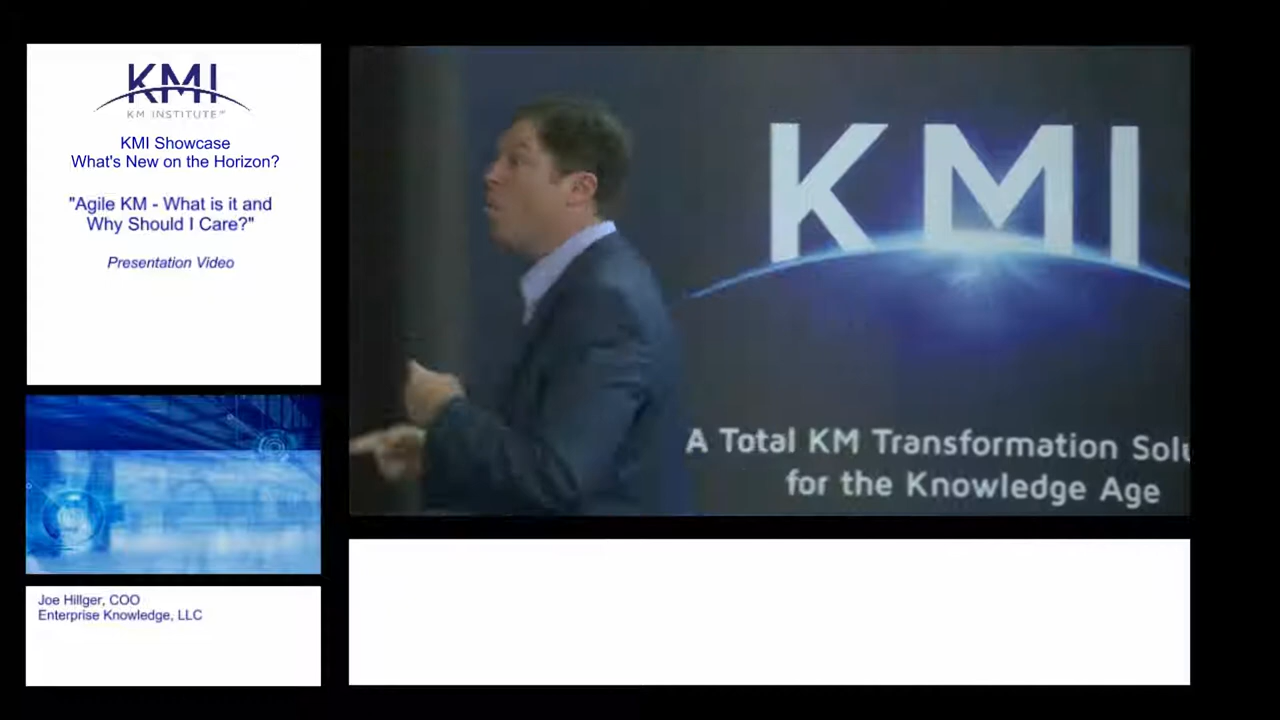 KMI
KM INSTITUTE
KMI Showcase
What's New on the Horizon?
"Agile KM - What is it and
Why Should I Care?"
Presentation Video
Joe Hillger, COO
Enterprise Knowledge, LLC
KMI
A Total KM Transformation Solu
for the Knowledge Age